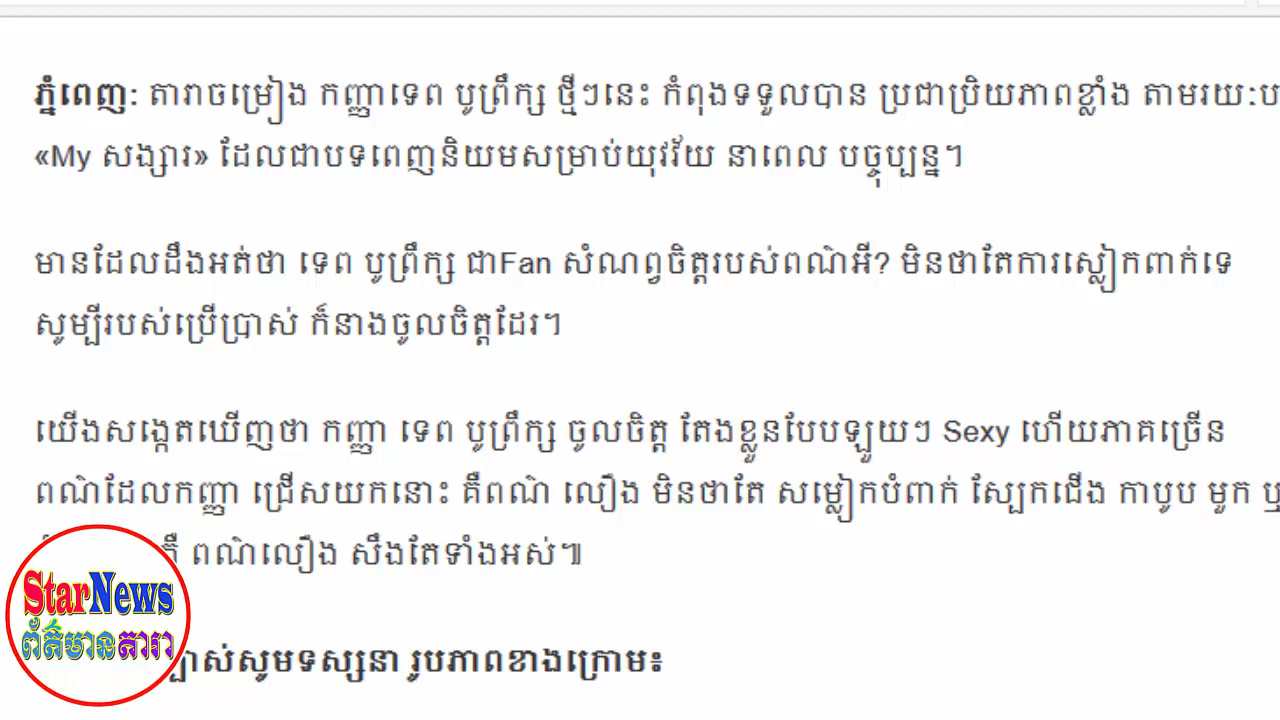 ភ្នំពេញ: តារាចម្រៀង កញ្ញាទេព បូព្រឹក្ស ថ្មីៗនេះ កំពុងទទួលបាន ប្រជាប្រិយភាពខ្លាំង តាមរយៈប
«My សង្សារ» ដែលជាបទពេញនិយមសម្រាប់យុវវ័យ នាពេល បច្ចុប្បន្ន។
មានដែលដឹងអត់ថា ទេព បូព្រឹក្ស ជាFan សំណព្វចិត្តរបស់ពណ៌អី? មិនថាតែការស្លៀកពាក់ទេ
សូម្បីរបស់ប្រើប្រាស់ ក៏នាងចូលចិត្តដែរ។
យើងសង្កេតឃើញថា កញ្ញា ទេព បូព្រឹក្ស ចូលចិត្ត តែងខ្លួនបែបឡូយៗ Sexy ហើយភាគច្រើន
ពណ៌ដែលកញ្ញា ជ្រើសយកនោះ គឺពណ៌ លឿង មិនថាតែ សម្លៀកបំពាក់ ស្បែកជើង កាបូប មួក ឬ
គឺ ពណ៌លឿង សឹងតែទាំងអស់៕
សូមទស្សនា រូបភាពខាងក្រោម៖
StarNews
ព័ត៌មានតារា